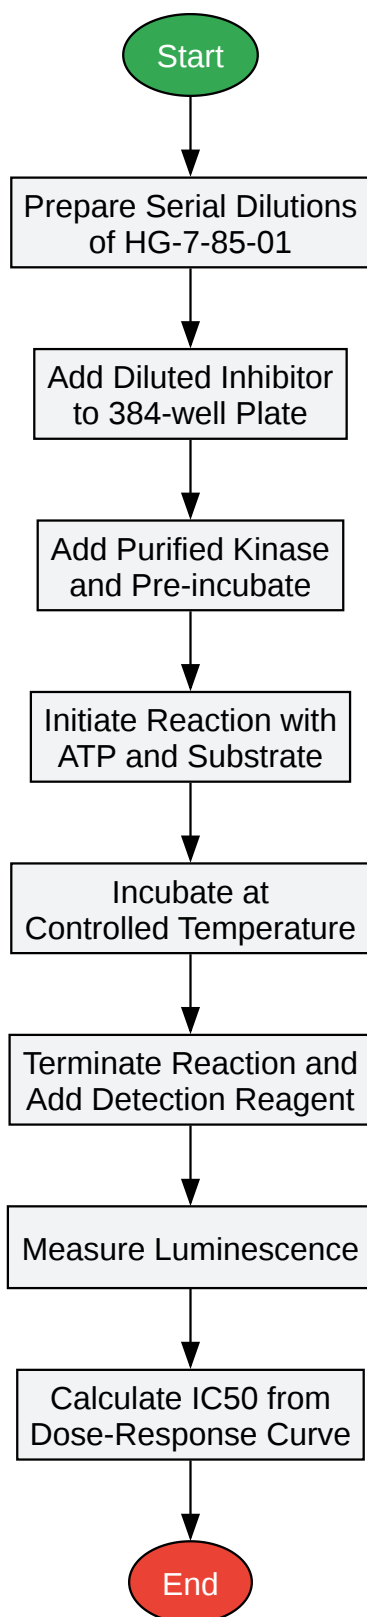 Start
Prepare Serial Dilutions
of HG-7-85-01
Add Diluted Inhibitor
to 384-well Plate
Add Purified Kinase
and Pre-incubate
Initiate Reaction with
ATP and Substrate
Incubate at
Controlled Temperature
Terminate Reaction and
Add Detection Reagent
Measure Luminescence
Calculate IC50 from
Dose-Response Curve
End